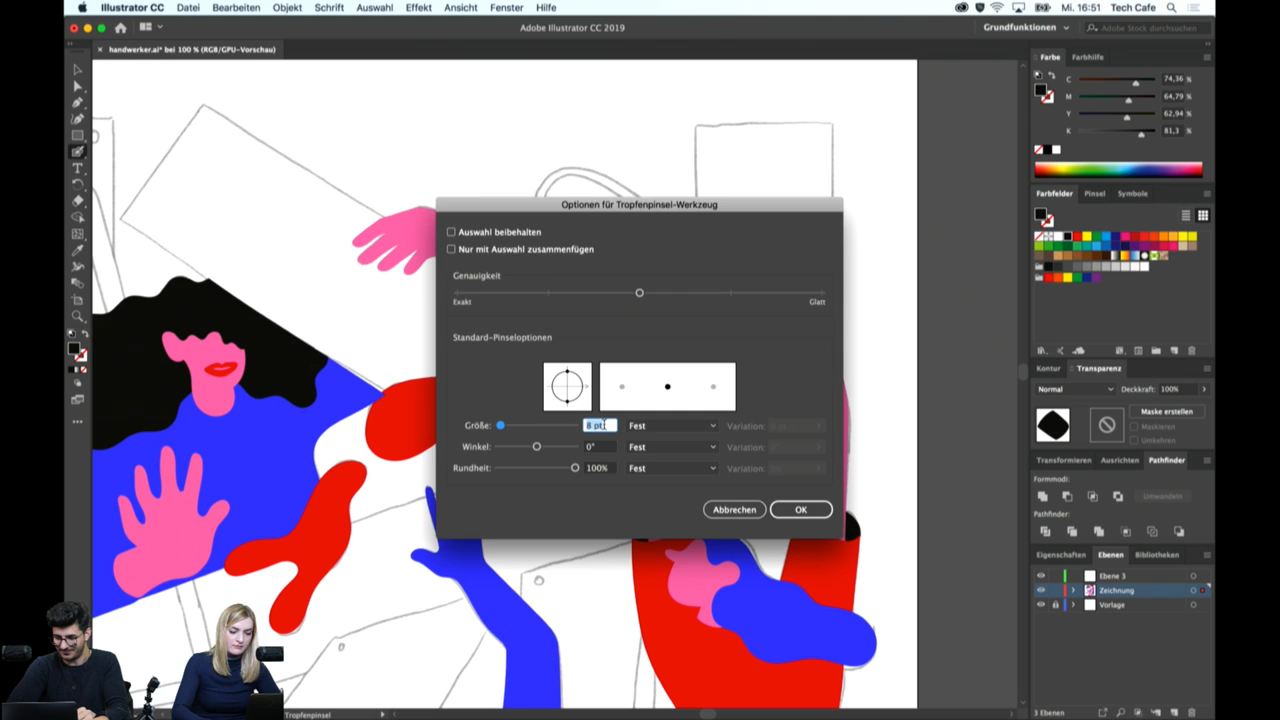 Illustrator CC Datei Bearbeiten Objekt Schrift Auswahl Effekt Ansicht Fenster Hilfe Mi. 16:51 Tech Cafe
Adobe Illustrator CC 2019 Grundfunktionen Adobe Stock durchsuchen
handwerker.ai* bei 100 % (RGB/GPU-Vorschau)
Farbe Farbhilfe
C 74,36 %
M 64,79 %
Y 62,94 %
K 81,3 %
Farbfelder Pinsel Symbole
Optionen für Tropfenpinsel-Werkzeug
Auswahl beibehalten
Nur mit Auswahl zusammenfügen
Genauigkeit
Exakt Glatt
Standard-Pinseloptionen
Größe: 8 pt Fest Variation:
Winkel: 0° Fest Variation:
Rundheit: 100% Fest Variation:
Abbrechen OK
Kontur Transparenz
Normal Deckkraft: 100%
Maske erstellen
Maskieren
Umkehren
Transformieren Ausrichten Pathfinder
Formmodi:
Umwandeln
Pathfinder:
Eigenschaften Ebenen Bibliotheken
Ebene 3
Zeichnung
Vorlage
3 Ebenen
Tropfenpinsel